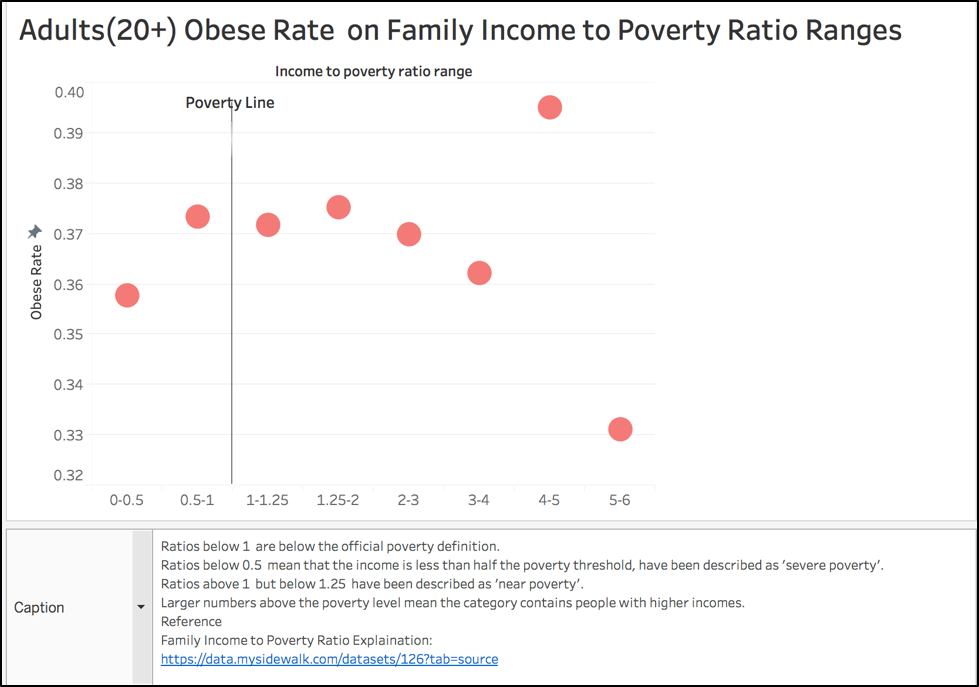 Adults(20+) Obese Rate on Family Income to Poverty Ratio Ranges
Income to poverty ratio range
Poverty Line
0.40
0.39
0.38
0.37
0.36
0.35
0.34
0.33
0.32
Obese Rate
0-0.5 0.5-1 1-1.25 1.25-2 2-3 3-4 4-5 5-6
Caption
Ratios below 1 are below the official poverty definition.
Ratios below 0.5 mean that the income is less than half the poverty threshold, have been described as ‘severe poverty’.
Ratios above 1 but below 1.25 have been described as ‘near poverty’.
Larger numbers above the poverty level mean the category contains people with higher incomes.
Reference
Family Income to Poverty Ratio Explaination:
https://data.mysidewalk.com/datasets/126?tab=source